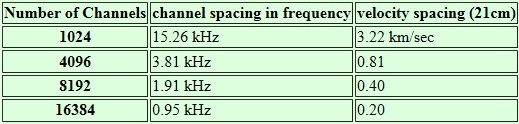 Number of Channels channel spacing in frequency velocity spacing (21cm)
1024 15.26 kHz 3.22 km/sec
4096 3.81 kHz 0.81
8192 1.91 kHz 0.40
16384 0.95 kHz 0.20